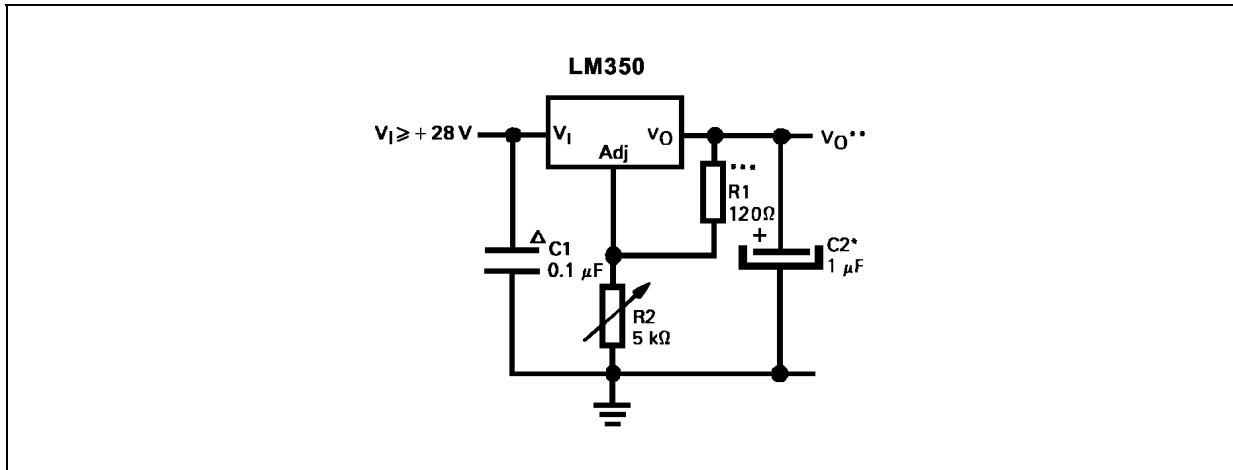 LM350
V_I ⩾ + 28 V
V_I
V_O
V_O**
Adj
***
R1
120Ω
Δ C1
0.1 μF
+
C2*
1 μF
R2
5 kΩ